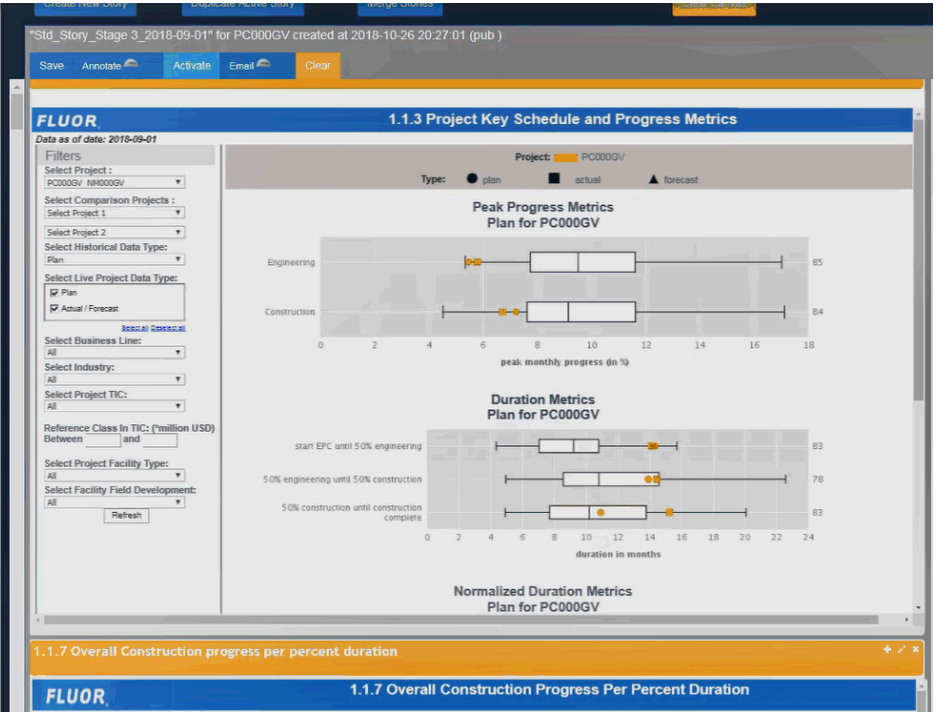 Create New Story
Duplicate Active Story
Merge Stories
Clear Canvas
"Std_Story_Stage 3_2018-09-01" for PC000GV created at 2018-10-26 20:27:01 (pub )
Save
Annotate
Activate
Email
Clear
FLUOR
1.1.3 Project Key Schedule and Progress Metrics
Data as of date: 2018-09-01
Filters
Select Project :
PC000GV NM000GV
Select Comparison Projects :
Select Project 1
Select Project 2
Select Historical Data Type:
Plan
Select Live Project Data Type:
Plan
Actual / Forecast
Select all Deselect all
Select Business Line:
All
Select Industry:
All
Select Project TIC:
All
Reference Class In TIC: (*million USD)
Between and
Select Project Facility Type:
All
Select Facility Field Development:
All
Refresh
Project: PC000GV
Type: plan actual forecast
Peak Progress Metrics
Plan for PC000GV
Engineering
85
Construction
84
0 2 4 6 8 10 12 14 16 18
peak monthly progress (in %)
Duration Metrics
Plan for PC000GV
start EPC until 50% engineering
83
50% engineering until 50% construction
78
50% construction until construction
complete
83
0 2 4 6 8 10 12 14 16 18 20 22 24
duration in months
Normalized Duration Metrics
Plan for PC000GV
1.1.7 Overall Construction progress per percent duration
FLUOR
1.1.7 Overall Construction Progress Per Percent Duration